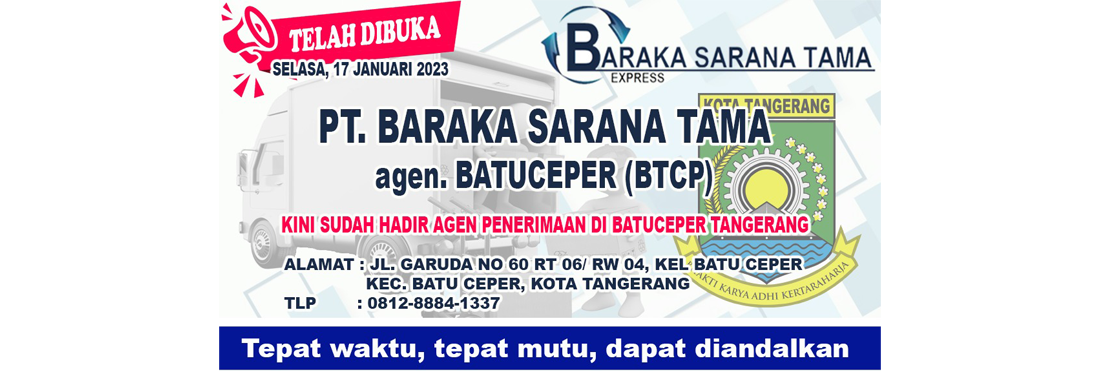 TELAH DIBUKA
SELASA, 17 JANUARI 2023
BARAKA SARANA TAMA
EXPRESS
KOTA TANGERANG
PT. BARAKA SARANA TAMA
agen. BATUCEPER (BTCP)
KINI SUDAH HADIR AGEN PENERIMAAN DI BATUCEPER TANGERANG
ALAMAT : JL. GARUDA NO 60 RT 06/ RW 04, KEL BATU CEPER
KEC. BATU CEPER, KOTA TANGERANG
TLP : 0812-8884-1337
BHAKTI KARYA ADHI KERTARAHARJA
Tepat waktu, tepat mutu, dapat diandalkan